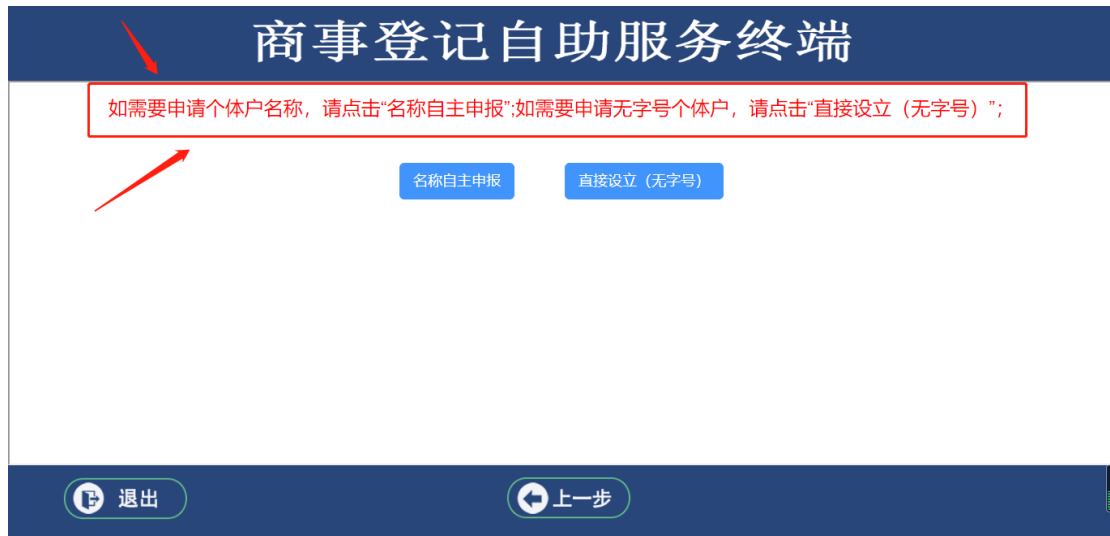 商事登记自助服务终端
如需要申请个体户名称，请点击“名称自主申报”;如需要申请无字号个体户，请点击“直接设立（无字号）”;
名称自主申报
直接设立（无字号）
退出
上一步